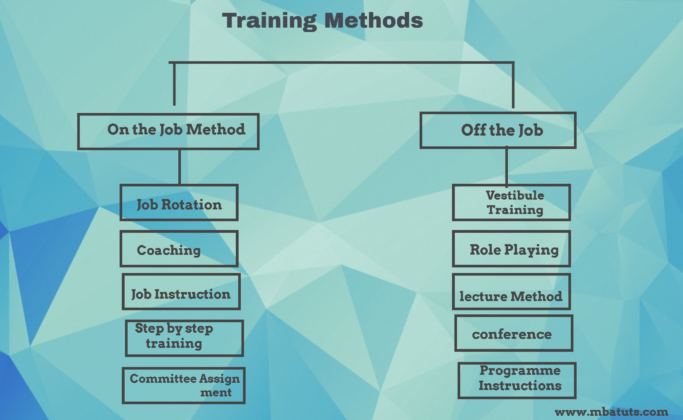 Training Methods
On the Job Method
Off the Job
Job Rotation
Vestibule
Training
Coaching
Role Playing
Job Instruction
lecture Method
Step by step
training
conference
Committee Assign
ment
Programme
Instructions
www.mbatuts.com